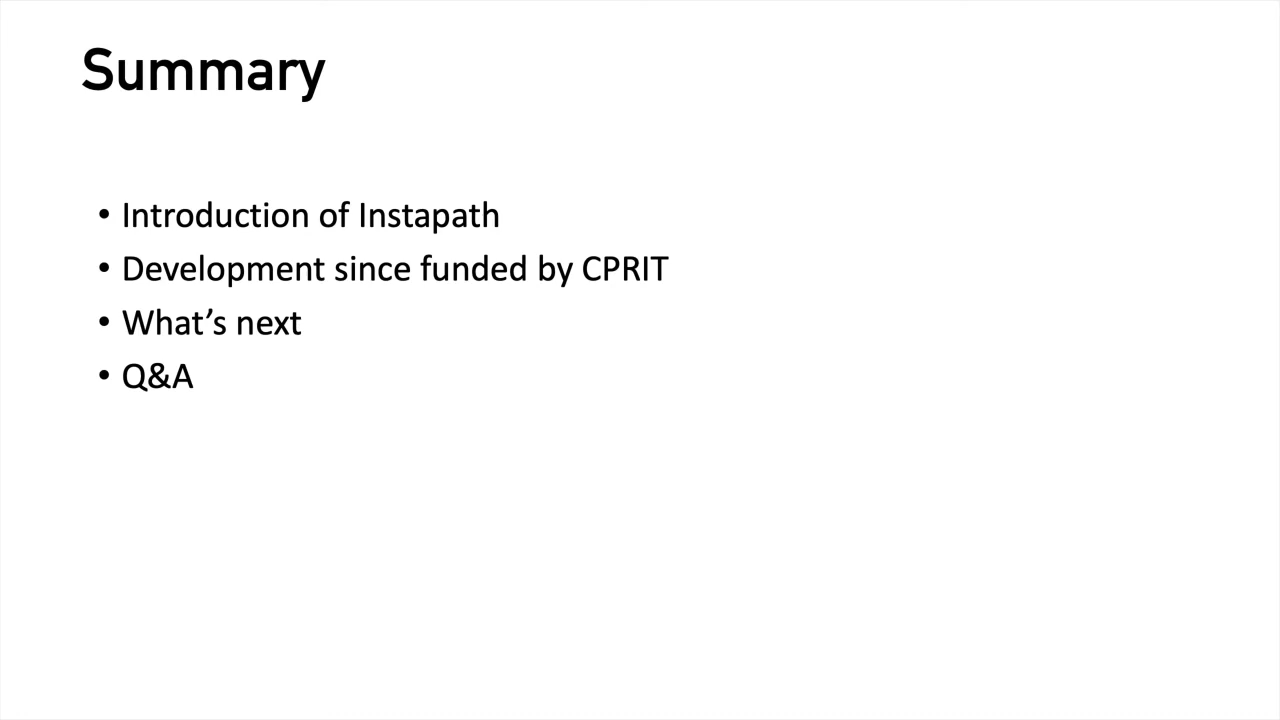 Summary
• Introduction of Instapath
• Development since funded by CPRIT
• What’s next
• Q&A